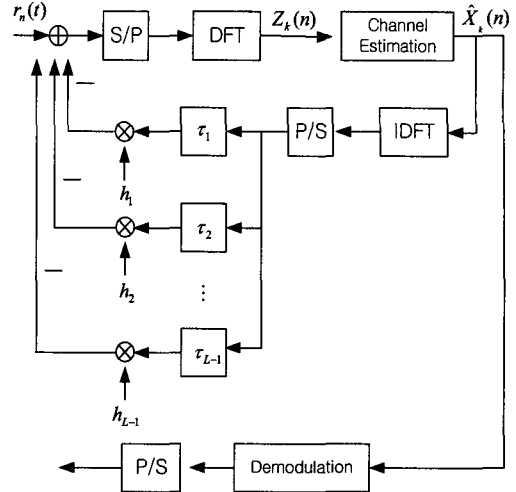 r_n(t)
S/P
DFT
Z_k(n)
Channel
Estimation
X̂_k(n)
—
τ_1
P/S
IDFT
h_1
—
τ_2
h_2
—
⋮
τ_{L-1}
h_{L-1}
P/S
Demodulation